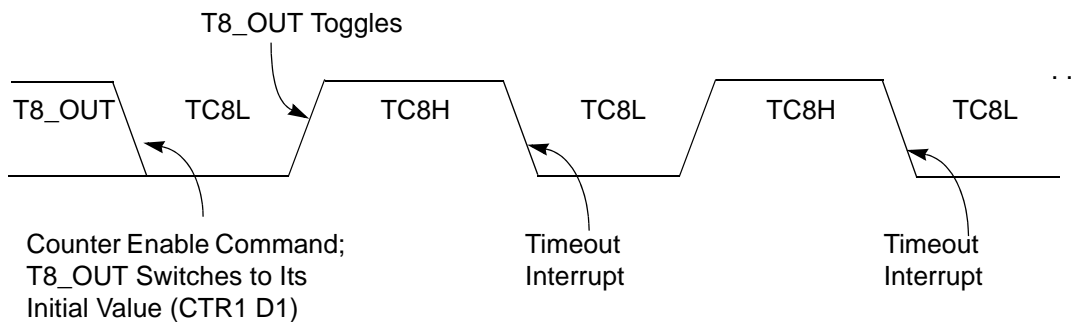 T8_OUT Toggles
. .
T8_OUT TC8L TC8H TC8L TC8H TC8L
Counter Enable Command;
T8_OUT Switches to Its
Initial Value (CTR1 D1)
Timeout
Interrupt
Timeout
Interrupt